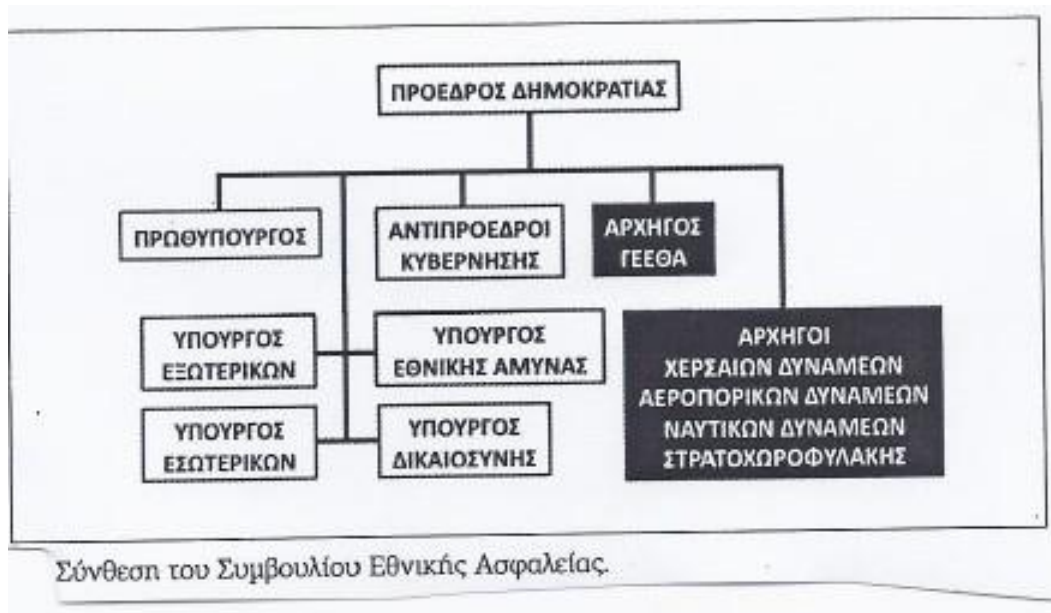 ΠΡΟΕΔΡΟΣ ΔΗΜΟΚΡΑΤΙΑΣ
ΠΡΩΘΥΠΟΥΡΓΟΣ
ΑΝΤΙΠΡΟΕΔΡΟΙ
ΚΥΒΕΡΝΗΣΗΣ
ΑΡΧΗΓΟΣ
ΓΕΕΘΑ
ΥΠΟΥΡΓΟΣ
ΕΞΩΤΕΡΙΚΩΝ
ΥΠΟΥΡΓΟΣ
ΕΘΝΙΚΗΣ ΑΜΥΝΑΣ
ΥΠΟΥΡΓΟΣ
ΕΣΩΤΕΡΙΚΩΝ
ΥΠΟΥΡΓΟΣ
ΔΙΚΑΙΟΣΥΝΗΣ
ΑΡΧΗΓΟΙ
ΧΕΡΣΑΙΩΝ ΔΥΝΑΜΕΩΝ
ΑΕΡΟΠΟΡΙΚΩΝ ΔΥΝΑΜΕΩΝ
ΝΑΥΤΙΚΩΝ ΔΥΝΑΜΕΩΝ
ΣΤΡΑΤΟΧΩΡΟΦΥΛΑΚΗΣ
Σύνθεση του Συμβουλίου Εθνικής Ασφαλείας.